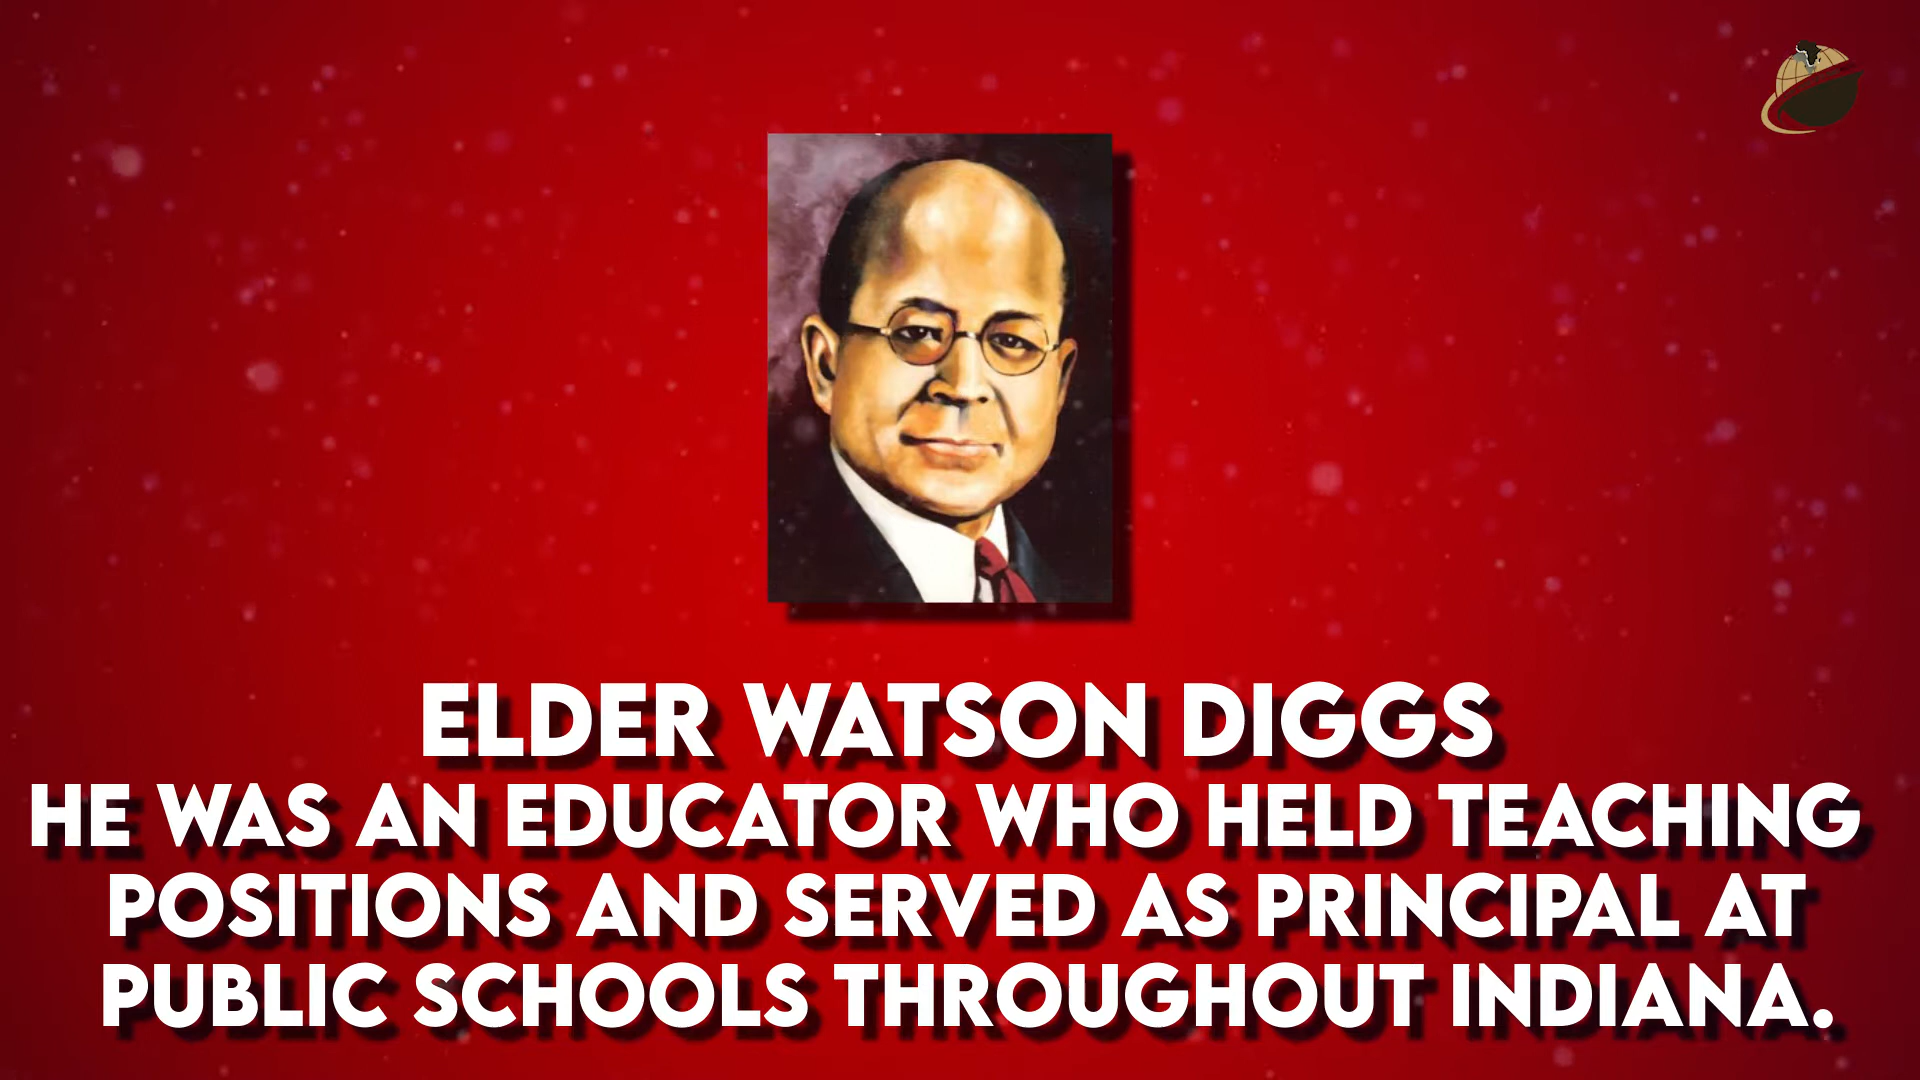 ELDER WATSON DIGGS
HE WAS AN EDUCATOR WHO HELD TEACHING
POSITIONS AND SERVED AS PRINCIPAL AT
PUBLIC SCHOOLS THROUGHOUT INDIANA.